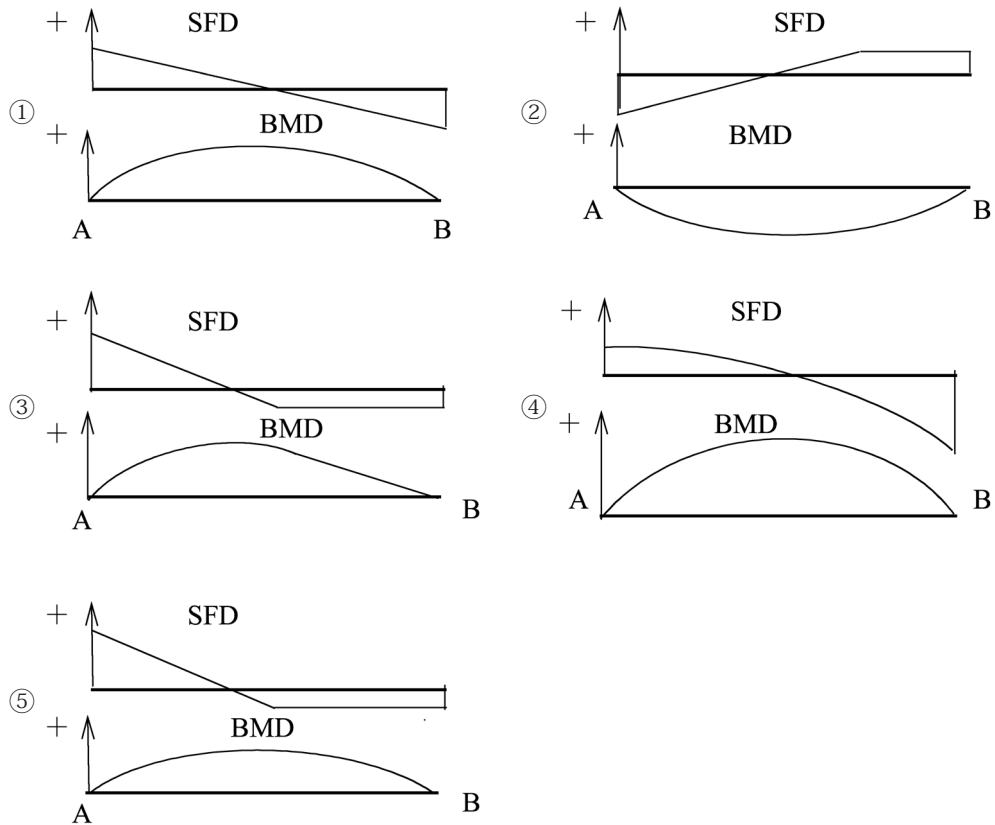 + SFD
①
+ BMD
A B
+ SFD
②
+ BMD
A B
+ SFD
③
+ BMD
A B
+ SFD
④
+ BMD
A B
+ SFD
⑤
+ BMD
A B